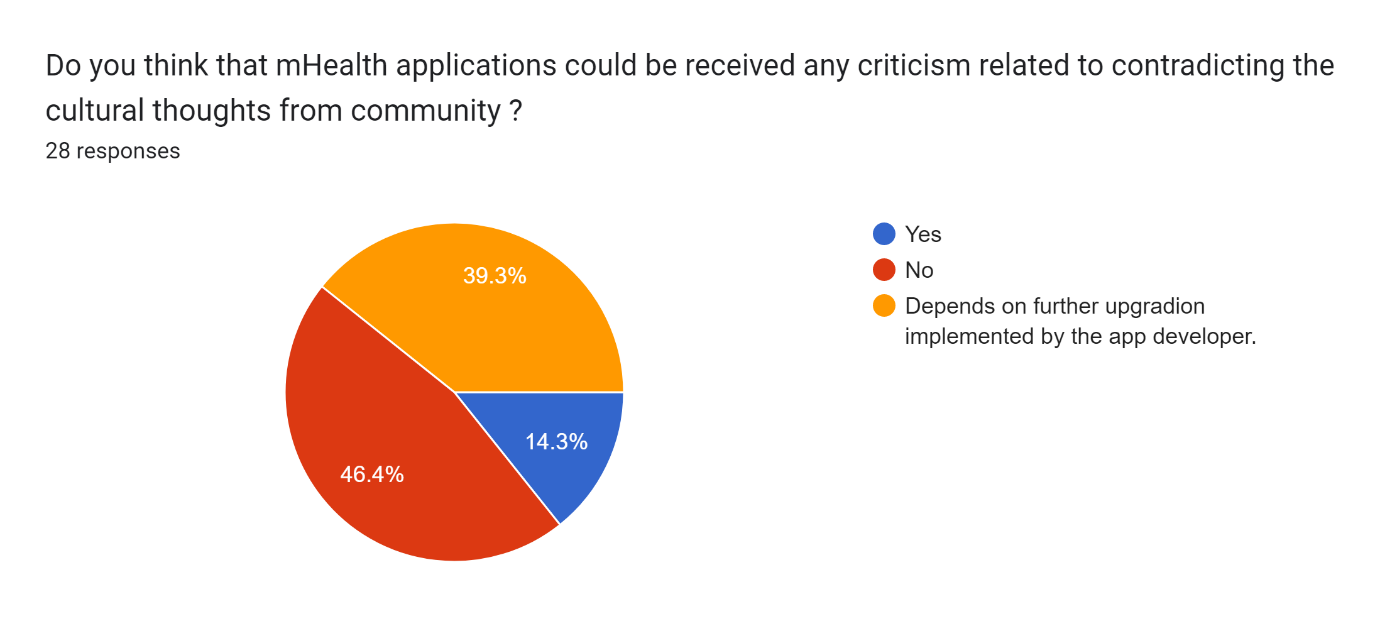 Do you think that mHealth applications could be received any criticism related to contradicting the
cultural thoughts from community ?
28 responses
Yes
No
Depends on further upgradion
implemented by the app developer.
39.3%
14.3%
46.4%